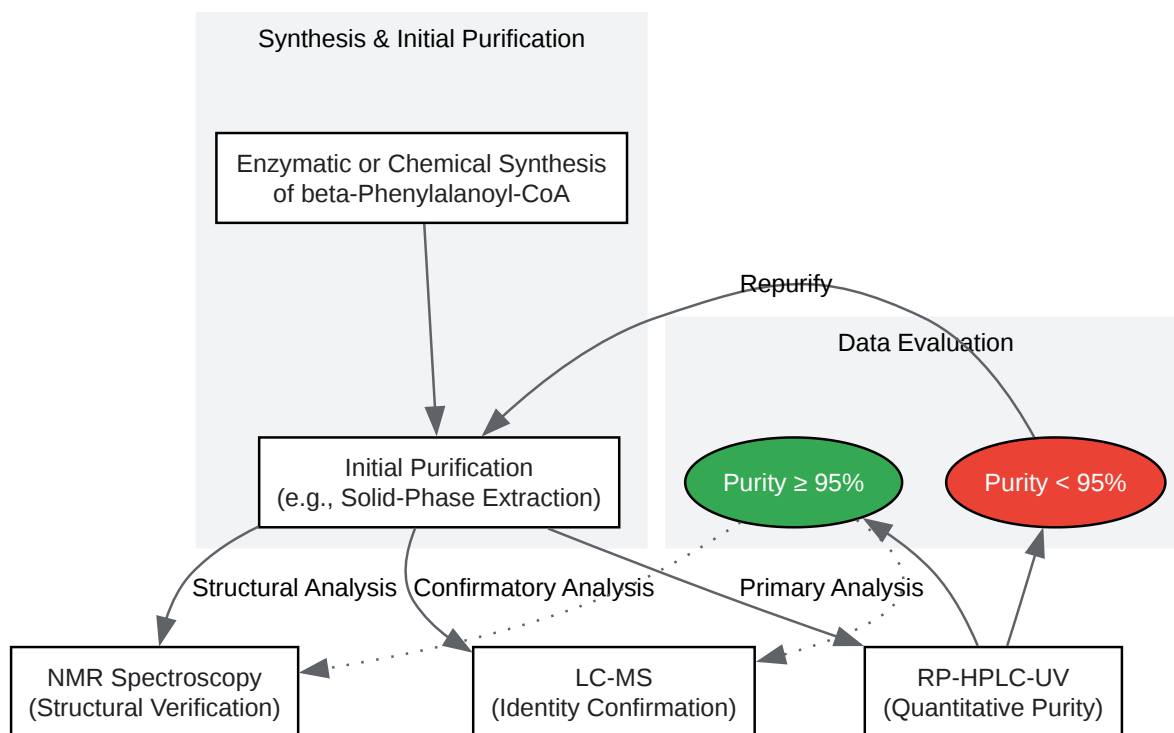 Synthesis & Initial Purification
Enzymatic or Chemical Synthesis
of beta-Phenylalanoyl-CoA
Repurify
Data Evaluation
Initial Purification
(e.g., Solid-Phase Extraction)
Purity ≥ 95%
Purity < 95%
Structural Analysis
Confirmatory Analysis
Primary Analysis
NMR Spectroscopy
(Structural Verification)
LC-MS
(Identity Confirmation)
RP-HPLC-UV
(Quantitative Purity)